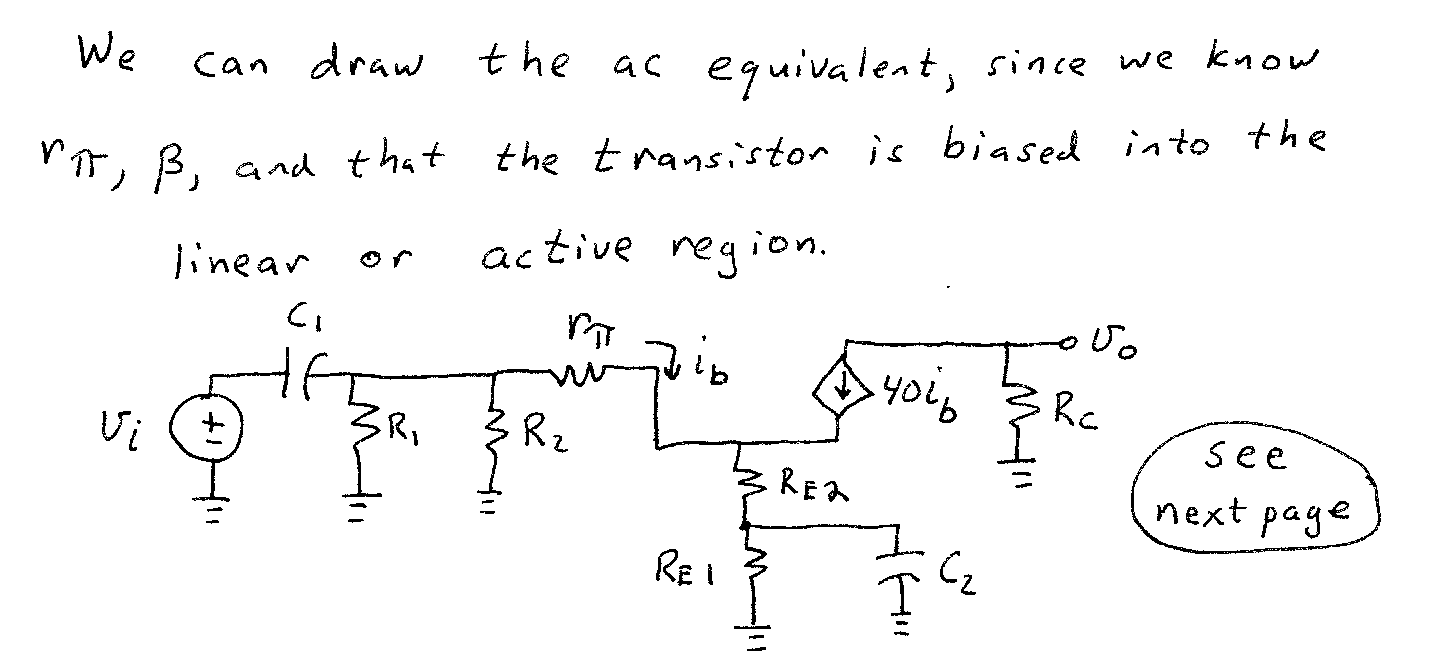 We can draw the ac equivalent, since we know
rπ, β, and that the transistor is biased into the
linear or active region.
C1
rπ
ib
vo
vi
+
-
R1
R2
40ib
RC
see
next page
RE2
RE1
C2